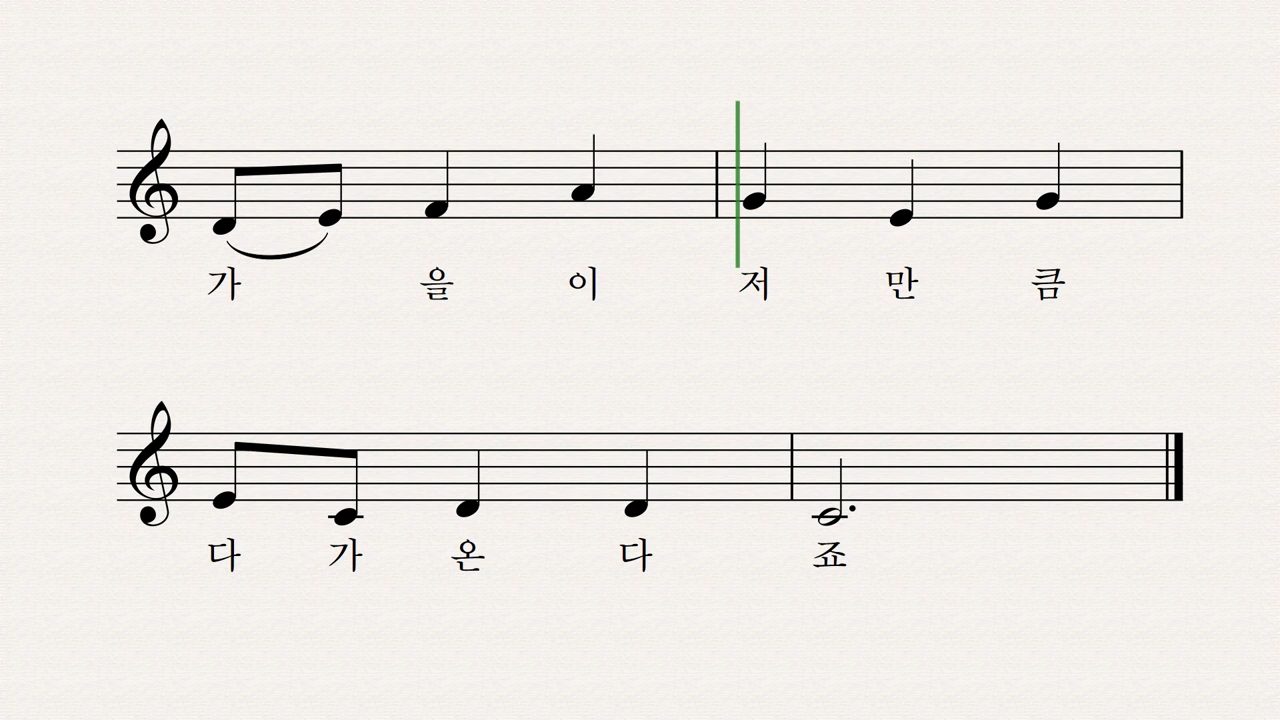 가 을 이 저 만 큼
다 가 온 다 죠